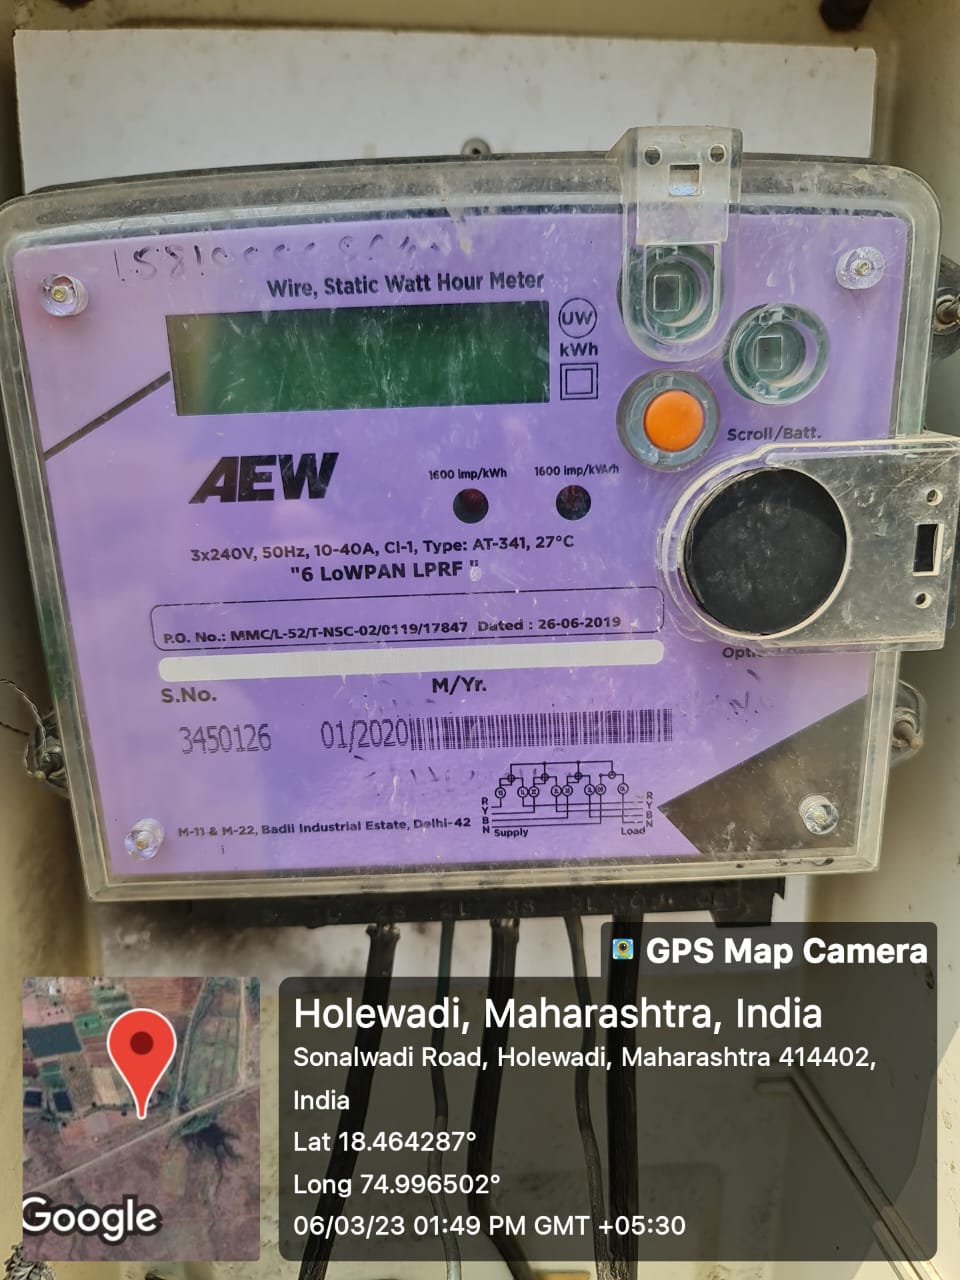 Wire, Static Watt Hour Meter
UW
kWh
Scroll/Batt.
AEW
1600 imp/kWh 1600 imp/kVArh
3x240V, 50Hz, 10-40A, Cl-1, Type: AT-341, 27°C
"6 LoWPAN LPRF "
P.O. No.: MMC/L-52/T-NSC-02/0119/17847 Dated : 26-06-2019
S.No. M/Yr.
3450126 01/2020
R
Y
B
N
Supply
R
Y
B
N
Load
M-11 & M-22, Badli Industrial Estate, Delhi-42
GPS Map Camera
Holewadi, Maharashtra, India
Sonalwadi Road, Holewadi, Maharashtra 414402,
India
Lat 18.464287°
Long 74.996502°
06/03/23 01:49 PM GMT +05:30
Google